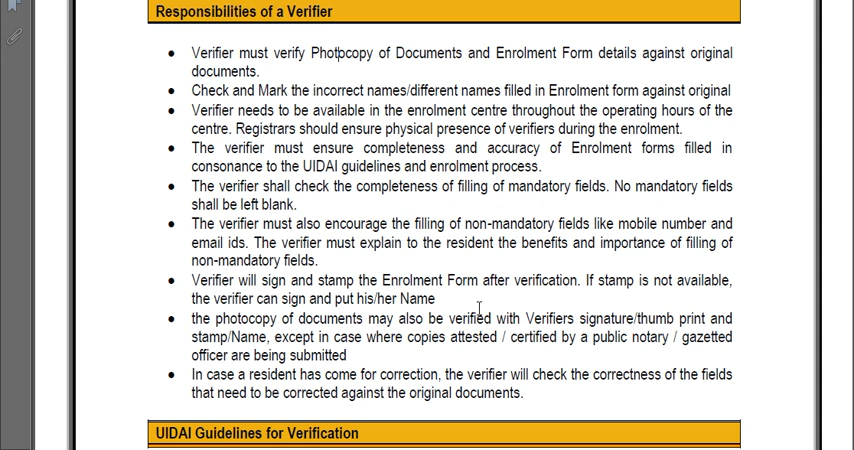 Responsibilities of a Verifier
• Verifier must verify Photocopy of Documents and Enrolment Form details against original
documents.
• Check and Mark the incorrect names/different names filled in Enrolment form against original
• Verifier needs to be available in the enrolment centre throughout the operating hours of the
centre. Registrars should ensure physical presence of verifiers during the enrolment.
• The verifier must ensure completeness and accuracy of Enrolment forms filled in
consonance to the UIDAI guidelines and enrolment process.
• The verifier shall check the completeness of filling of mandatory fields. No mandatory fields
shall be left blank.
• The verifier must also encourage the filling of non-mandatory fields like mobile number and
email ids. The verifier must explain to the resident the benefits and importance of filling of
non-mandatory fields.
• Verifier will sign and stamp the Enrolment Form after verification. If stamp is not available,
the verifier can sign and put his/her Name
• the photocopy of documents may also be verified with Verifiers signature/thumb print and
stamp/Name, except in case where copies attested / certified by a public notary / gazetted
officer are being submitted
• In case a resident has come for correction, the verifier will check the correctness of the fields
that need to be corrected against the original documents.
UIDAI Guidelines for Verification